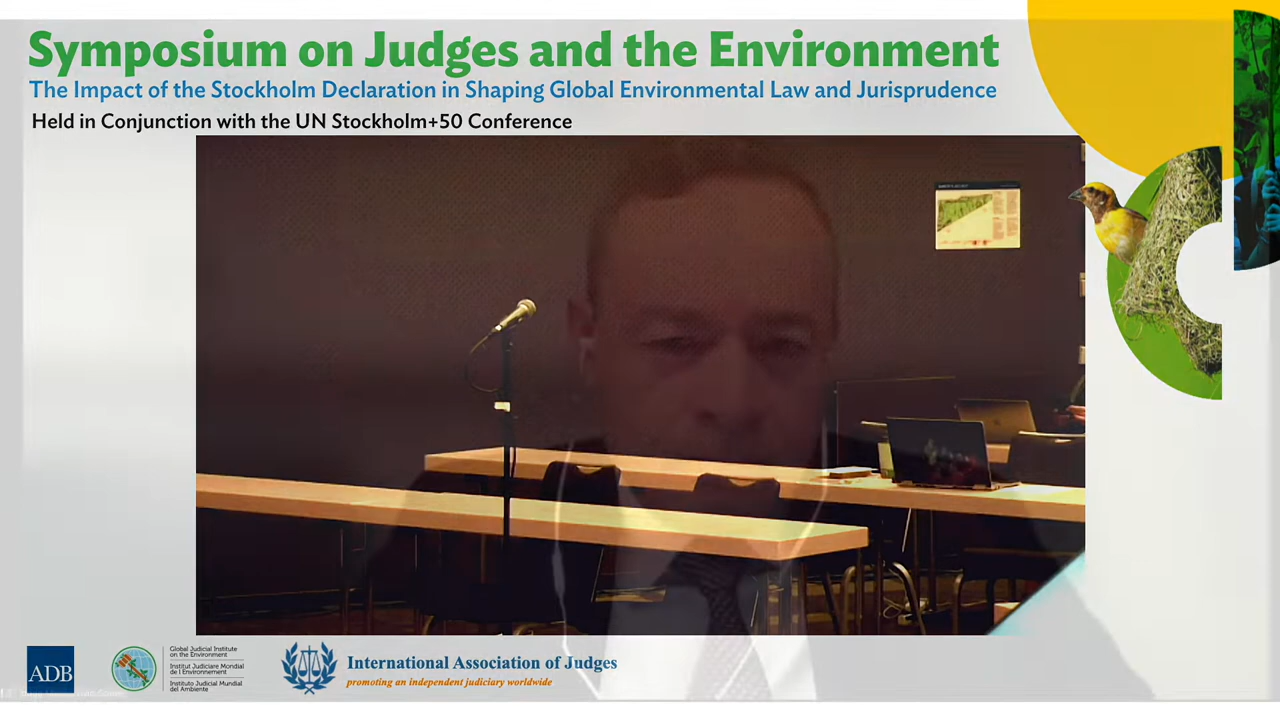 Symposium on Judges and the Environment
The Impact of the Stockholm Declaration in Shaping Global Environmental Law and Jurisprudence
Held in Conjunction with the UN Stockholm+50 Conference
ADB
Global Judicial Institute
on the Environment
Institut Judiciaire Mondial
de l'Environnement
Instituto Judicial Mundial
del Ambiente
International Association of Judges
promoting an independent judiciary worldwide